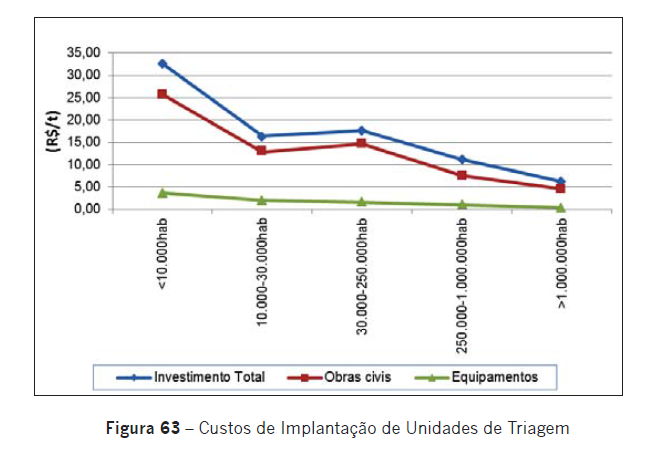 35,00
30,00
25,00
20,00
15,00
10,00
5,00
0,00
(R$/t)
<10.000hab
10.000-30.000hab
30.000-250.000hab
250.000-1.000.000hab
>1.000.000hab
Investimento Total Obras civis Equipamentos
Figura 63 – Custos de Implantação de Unidades de Triagem